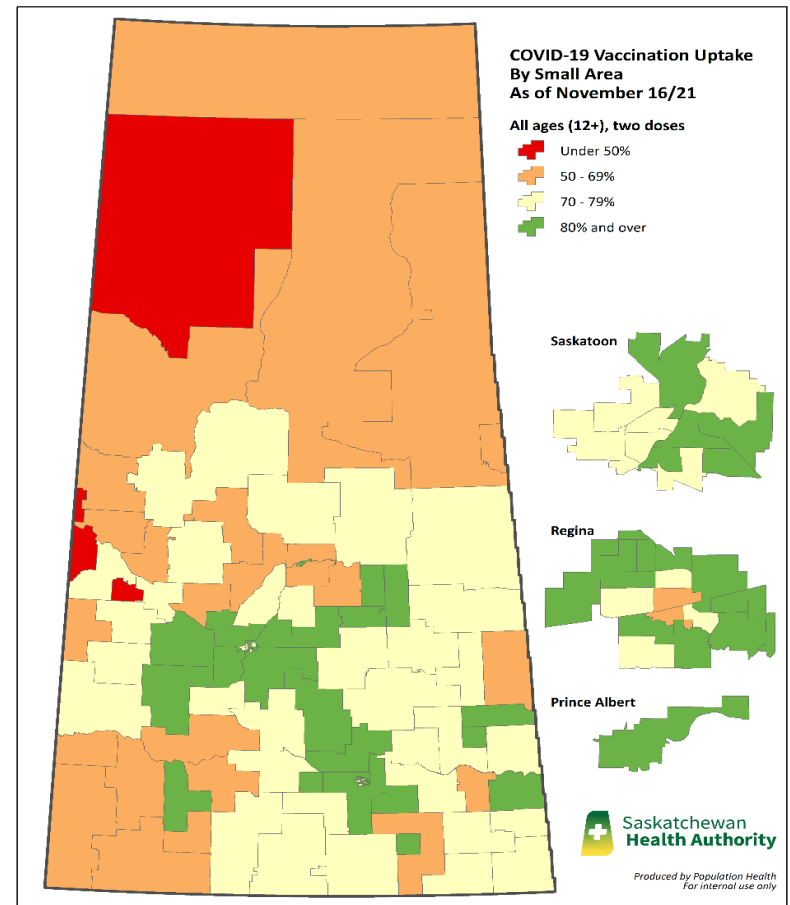 COVID-19 Vaccination Uptake
By Small Area
As of November 16/21
All ages (12+), two doses
Under 50%
50 - 69%
70 - 79%
80% and over
Saskatoon
Regina
Prince Albert
Saskatchewan
Health Authority
Produced by Population Health
For internal use only